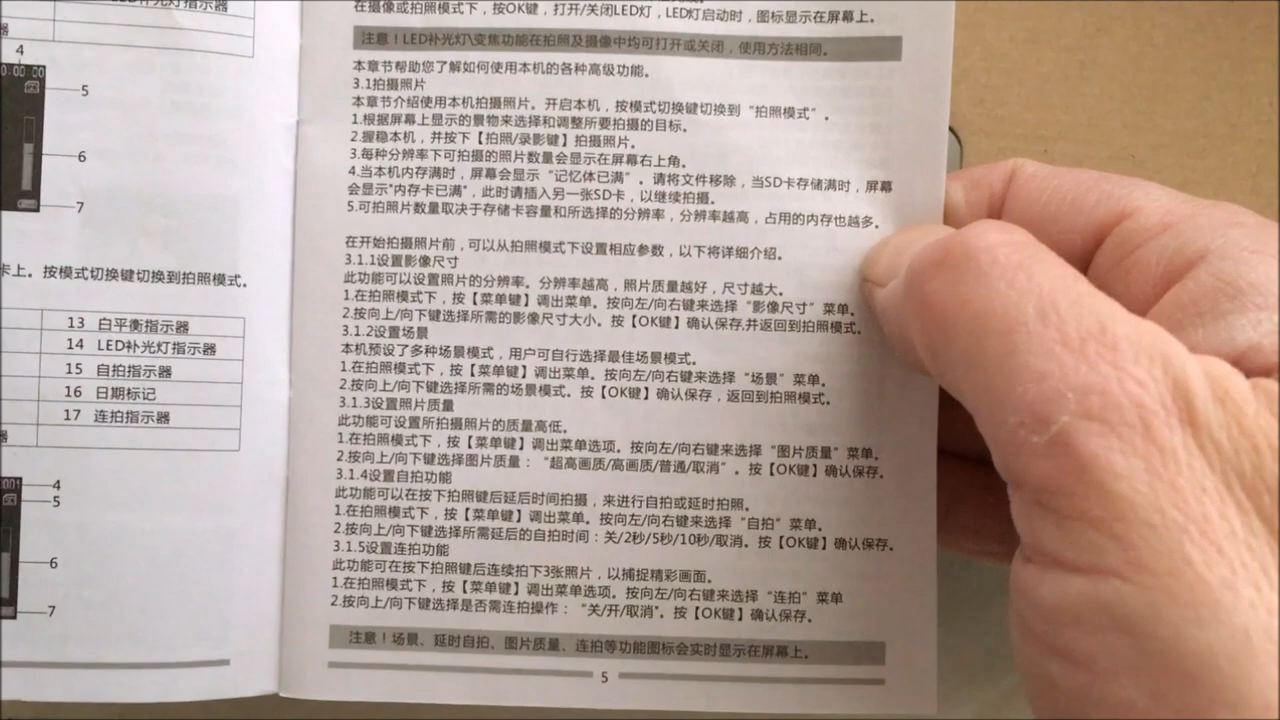 LED补光灯指示器
4
00:00:00
5
6
7
卡上。按模式切换键切换到拍照模式。
13 白平衡指示器
14 LED补光灯指示器
15 自拍指示器
16 日期标记
17 连拍指示器
器
4
5
6
7
在摄像或拍照模式下，按OK键，打开/关闭LED灯，LED灯启动时，图标显示在屏幕上。
注意！LED补光灯\变焦功能在拍照及摄像中均可打开或关闭，使用方法相同。
本章节帮助您了解如何使用本机的各种高级功能。
3.1拍摄照片
本章节介绍使用本机拍摄照片。开启本机，按模式切换键切换到“拍照模式”。
1.根据屏幕上显示的景物来选择和调整所要拍摄的目标。
2.握稳本机，并按下【拍照/录影键】拍摄照片。
3.每种分辨率下可拍摄的照片数量会显示在屏幕右上角。
4.当本机内存满时，屏幕会显示“记忆体已满”。请将文件移除，当SD卡存储满时，屏幕
会显示"内存卡已满"，此时请插入另一张SD卡，以继续拍摄。
5.可拍照片数量取决于存储卡容量和所选择的分辨率，分辨率越高，占用的内存也越多。
在开始拍摄照片前，可以从拍照模式下设置相应参数，以下将详细介绍。
3.1.1设置影像尺寸
此功能可以设置照片的分辨率。分辨率越高，照片质量越好，尺寸越大。
1.在拍照模式下，按【菜单键】调出菜单。按向左/向右键来选择“影像尺寸”菜单。
2.按向上/向下键选择所需的影像尺寸大小。按【OK键】确认保存,并返回到拍照模式。
3.1.2设置场景
本机预设了多种场景模式，用户可自行选择最佳场景模式。
1.在拍照模式下，按【菜单键】调出菜单。按向左/向右键来选择“场景”菜单。
2.按向上/向下键选择所需的场景模式。按【OK键】确认保存，返回到拍照模式。
3.1.3设置照片质量
此功能可设置所拍摄照片的质量高低。
1.在拍照模式下，按【菜单键】调出菜单选项。按向左/向右键来选择“图片质量”菜单。
2.按向上/向下键选择图片质量：“超高画质/高画质/普通/取消”。按【OK键】确认保存。
3.1.4设置自拍功能
此功能可以在按下拍照键后延后时间拍摄，来进行自拍或延时拍照。
1.在拍照模式下，按【菜单键】调出菜单。按向左/向右键来选择“自拍”菜单。
2.按向上/向下键选择所需延后的自拍时间：关/2秒/5秒/10秒/取消。按【OK键】确认保存。
3.1.5设置连拍功能
此功能可在按下拍照键后连续拍下3张照片，以捕捉精彩画面。
1.在拍照模式下，按【菜单键】调出菜单选项。按向左/向右键来选择“连拍”菜单
2.按向上/向下键选择是否需连拍操作：“关/开/取消"。按【OK键】确认保存。
注意！场景、延时自拍、图片质量、连拍等功能图标会实时显示在屏幕上。
5